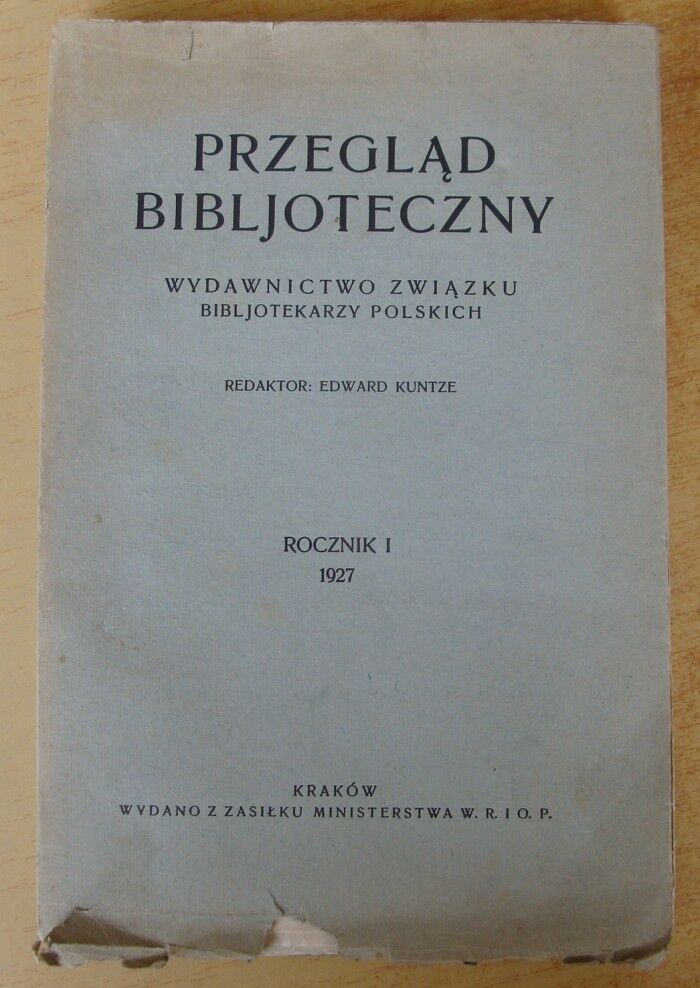 PRZEGLĄD
BIBLJOTECZNY
WYDAWNICTWO ZWIĄZKU
BIBLJOTEKARZY POLSKICH
REDAKTOR: EDWARD KUNTZE
ROCZNIK I
1927
KRAKÓW
WYDANO Z ZASIŁKU MINISTERSTWA W. R. I O. P.